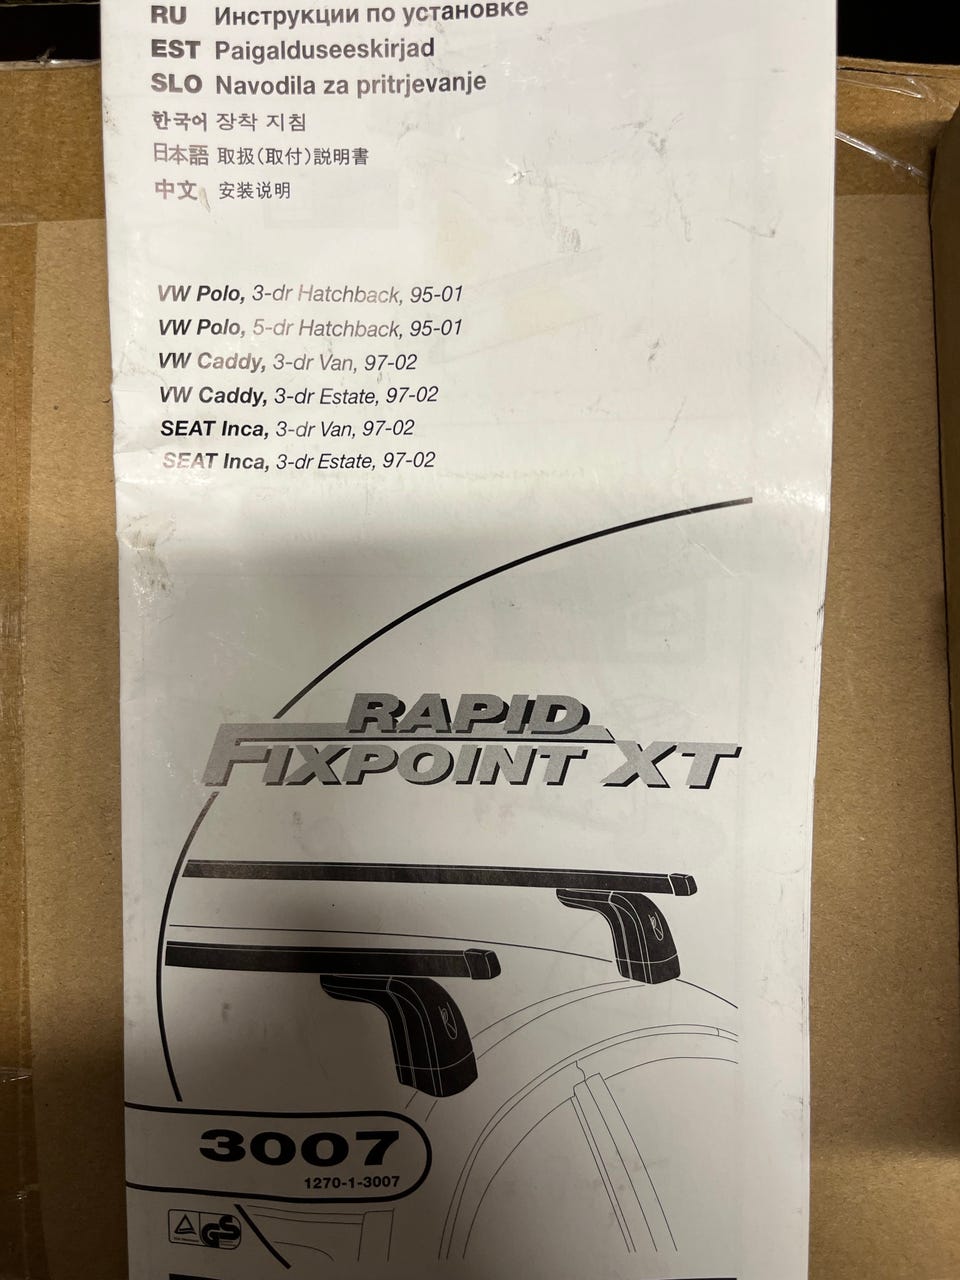 RU Инструкции по установке
EST Paigalduseeskirjad
SLO Navodila za pritrjevanje
한국어 장착 지침
日本語 取扱(取付)説明書
中文 安装说明
VW Polo, 3-dr Hatchback, 95-01
VW Polo, 5-dr Hatchback, 95-01
VW Caddy, 3-dr Van, 97-02
VW Caddy, 3-dr Estate, 97-02
SEAT Inca, 3-dr Van, 97-02
SEAT Inca, 3-dr Estate, 97-02
RAPID
FIXPOINT XT
3007
1270-1-3007
GS